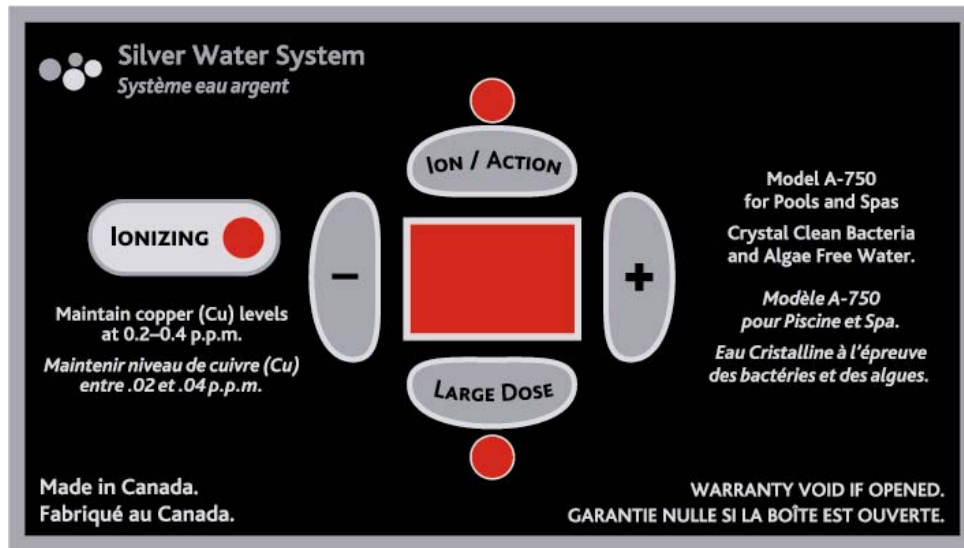 Silver Water System
Système eau argent
ION / ACTION
IONIZING
−
+
Model A-750
for Pools and Spas
Crystal Clean Bacteria
and Algae Free Water.
Maintain copper (Cu) levels
at 0.2–0.4 p.p.m.
Maintenir niveau de cuivre (Cu)
entre .02 et .04 p.p.m.
Modèle A-750
pour Piscine et Spa.
Eau Cristalline à l'épreuve
des bactéries et des algues.
LARGE DOSE
Made in Canada.
Fabriqué au Canada.
WARRANTY VOID IF OPENED.
GARANTIE NULLE SI LA BOÎTE EST OUVERTE.